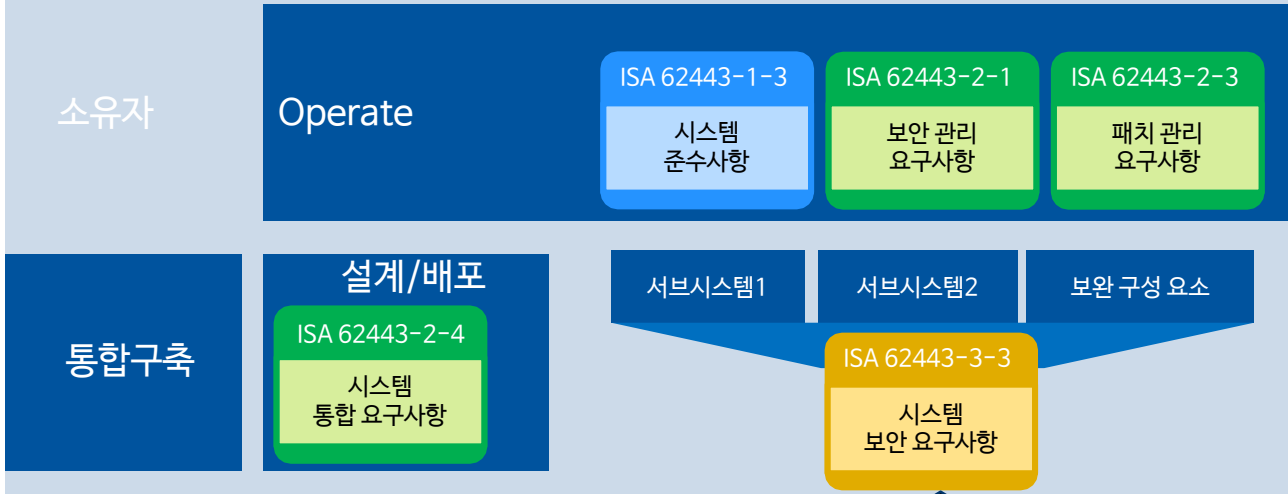 소유자
Operate
ISA 62443-1-3
시스템
준수사항
ISA 62443-2-1
보안 관리
요구사항
ISA 62443-2-3
패치 관리
요구사항
통합구축
설계/배포
ISA 62443-2-4
시스템
통합 요구사항
서브시스템1
서브시스템2
보완 구성 요소
ISA 62443-3-3
시스템
보안 요구사항